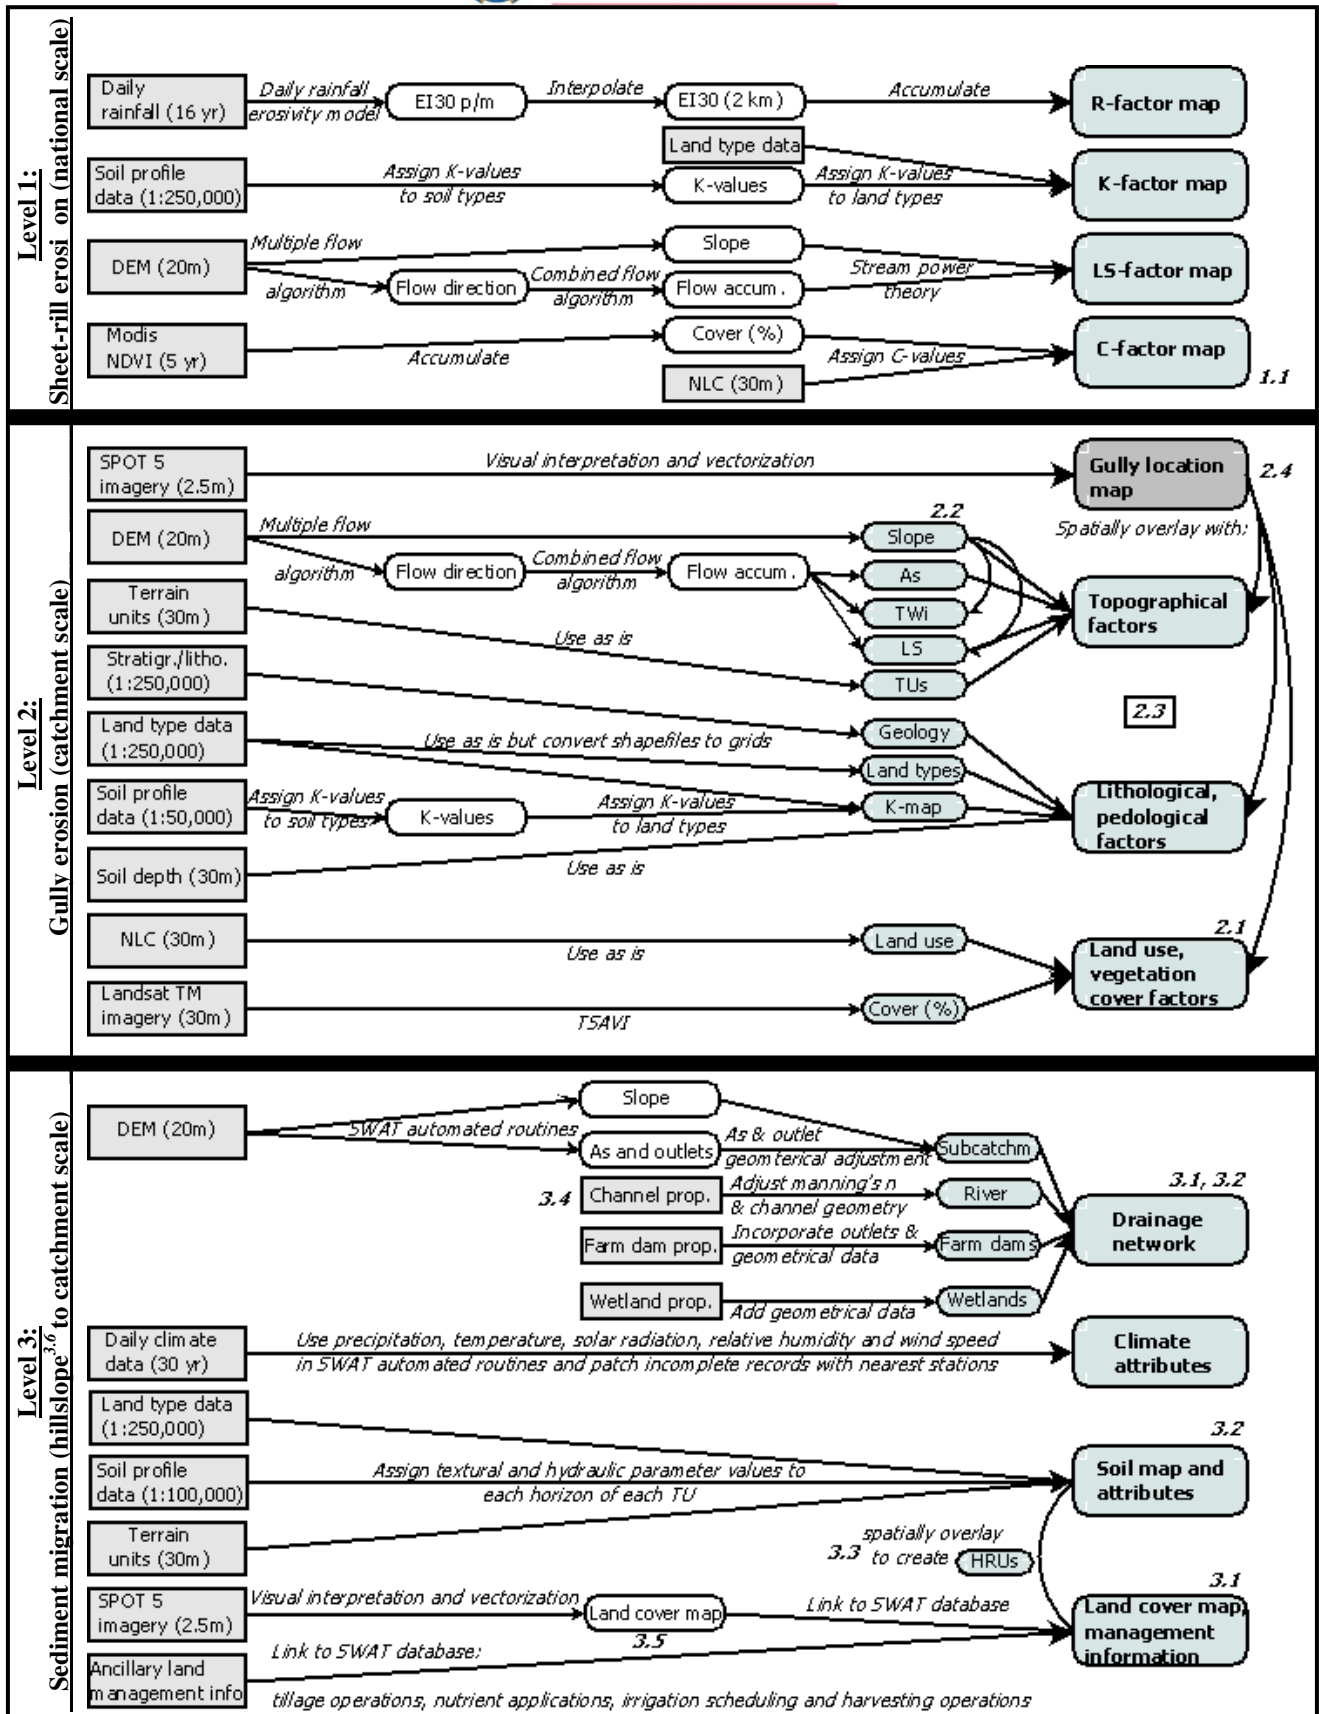 Level 1:
Sheet-rill erosi on (national scale)
Daily
rainfall (16 yr)
Daily rainfall
erosivity model
EI30 p/m
Interpolate
EI30 (2 km)
Accumulate
R-factor map
Land type data
Soil profile
data (1:250,000)
Assign K-values
to soil types
K-values
Assign K-values
to land types
K-factor map
DEM (20m)
Multiple flow
algorithm
Flow direction
Combined flow
algorithm
Slope
Flow accum.
Stream power
theory
LS-factor map
Modis
NDVI (5 yr)
Accumulate
Cover (%)
NLC (30m)
Assign C-values
C-factor map
1.1
Level 2:
Gully erosion (catchment scale)
SPOT 5
imagery (2.5m)
Visual interpretation and vectorization
Gully location
map
2.4
Spatially overlay with:
DEM (20m)
Multiple flow
algorithm
Flow direction
Combined flow
algorithm
Flow accum.
2.2
Slope
As
TWi
LS
TUs
Topographical
factors
Terrain
units (30m)
Use as is
Stratigr./litho.
(1:250,000)
2.3
Land type data
(1:250,000)
Use as is but convert shapefiles to grids
Geology
Land types
K-map
Soil profile
data (1:50,000)
Assign K-values
to soil types
K-values
Assign K-values
to land types
Lithological,
pedological
factors
Soil depth (30m)
Use as is
NLC (30m)
Use as is
Land use
2.1
Land use,
vegetation
cover factors
Landsat TM
imagery (30m)
TSAVI
Cover (%)
Level 3:
Sediment migration (hillslope3.6 to catchment scale)
DEM (20m)
SWAT automated routines
Slope
As and outlets
As & outlet
geomterical adjustment
Subcatchm
3.4
Channel prop.
Adjust manning's n
& channel geometry
River
Farm dam prop.
Incorporate outlets &
geometrical data
Farm dams
Wetland prop.
Add geometrical data
Wetlands
3.1, 3.2
Drainage
network
Daily climate
data (30 yr)
Use precipitation, temperature, solar radiation, relative humidity and wind speed
in SWAT automated routines and patch incomplete records with nearest stations
Climate
attributes
Land type data
(1:250,000)
Soil profile
data (1:100,000)
Assign textural and hydraulic parameter values to
each horizon of each TU
3.2
Soil map and
attributes
Terrain
units (30m)
3.3
spatially overlay
to create
HRUs
SPOT 5
imagery (2.5m)
Visual interpretation and vectorization
Land cover map
3.5
Link to SWAT database
3.1
Land cover map,
management
information
Ancillary land
management info
Link to SWAT database:
tillage operations, nutrient applications, irrigation scheduling and harvesting operations